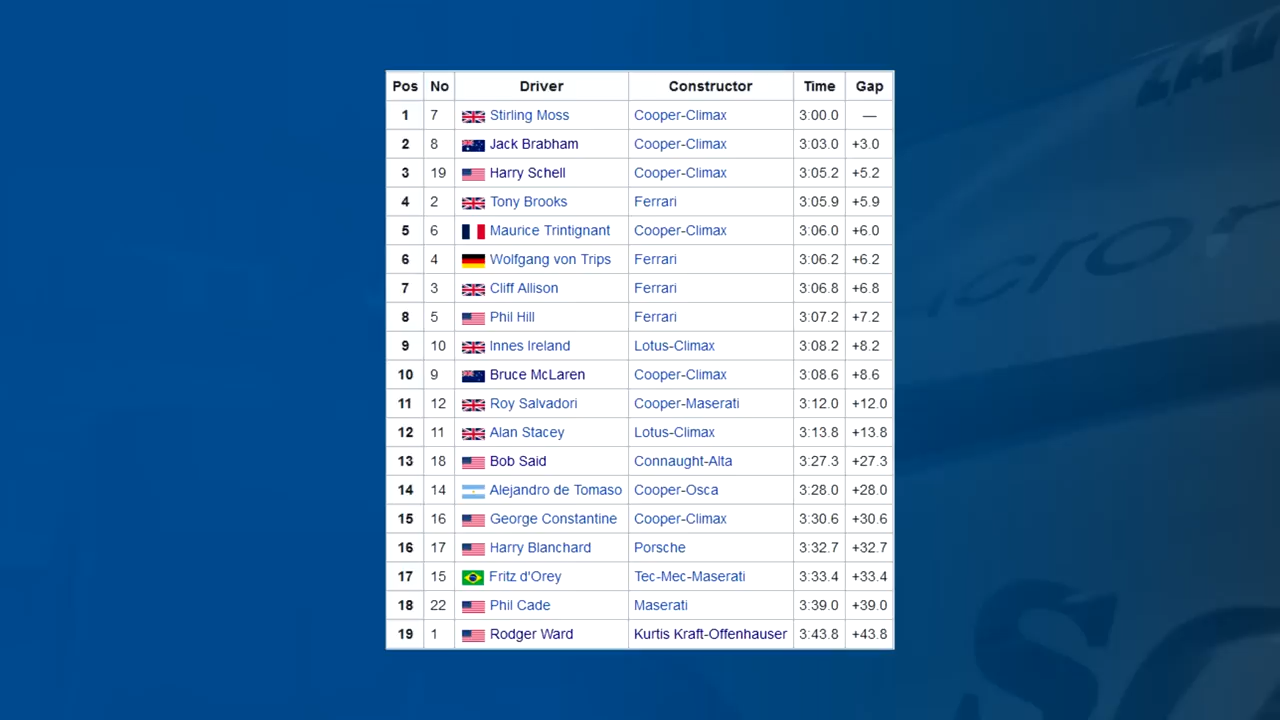 Pos No Driver Constructor Time Gap
1 7 Stirling Moss Cooper-Climax 3:00.0 —
2 8 Jack Brabham Cooper-Climax 3:03.0 +3.0
3 19 Harry Schell Cooper-Climax 3:05.2 +5.2
4 2 Tony Brooks Ferrari 3:05.9 +5.9
5 6 Maurice Trintignant Cooper-Climax 3:06.0 +6.0
6 4 Wolfgang von Trips Ferrari 3:06.2 +6.2
7 3 Cliff Allison Ferrari 3:06.8 +6.8
8 5 Phil Hill Ferrari 3:07.2 +7.2
9 10 Innes Ireland Lotus-Climax 3:08.2 +8.2
10 9 Bruce McLaren Cooper-Climax 3:08.6 +8.6
11 12 Roy Salvadori Cooper-Maserati 3:12.0 +12.0
12 11 Alan Stacey Lotus-Climax 3:13.8 +13.8
13 18 Bob Said Connaught-Alta 3:27.3 +27.3
14 14 Alejandro de Tomaso Cooper-Osca 3:28.0 +28.0
15 16 George Constantine Cooper-Climax 3:30.6 +30.6
16 17 Harry Blanchard Porsche 3:32.7 +32.7
17 15 Fritz d'Orey Tec-Mec-Maserati 3:33.4 +33.4
18 22 Phil Cade Maserati 3:39.0 +39.0
19 1 Rodger Ward Kurtis Kraft-Offenhauser 3:43.8 +43.8